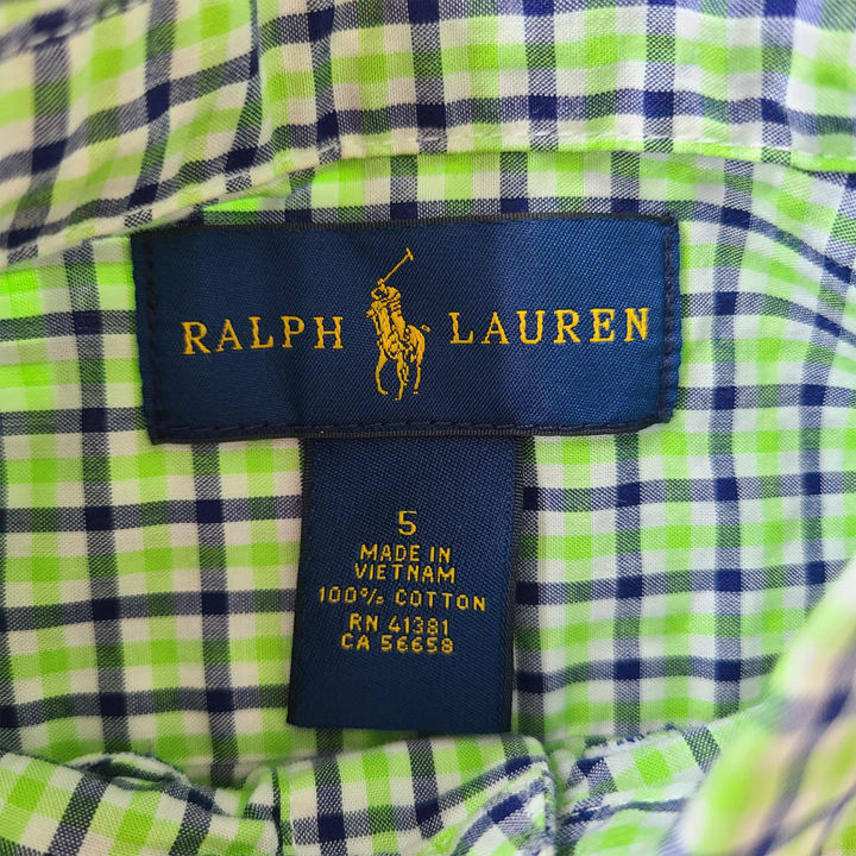 RALPH LAUREN
5
MADE IN
VIETNAM
100% COTTON
RN 41381
CA 56658